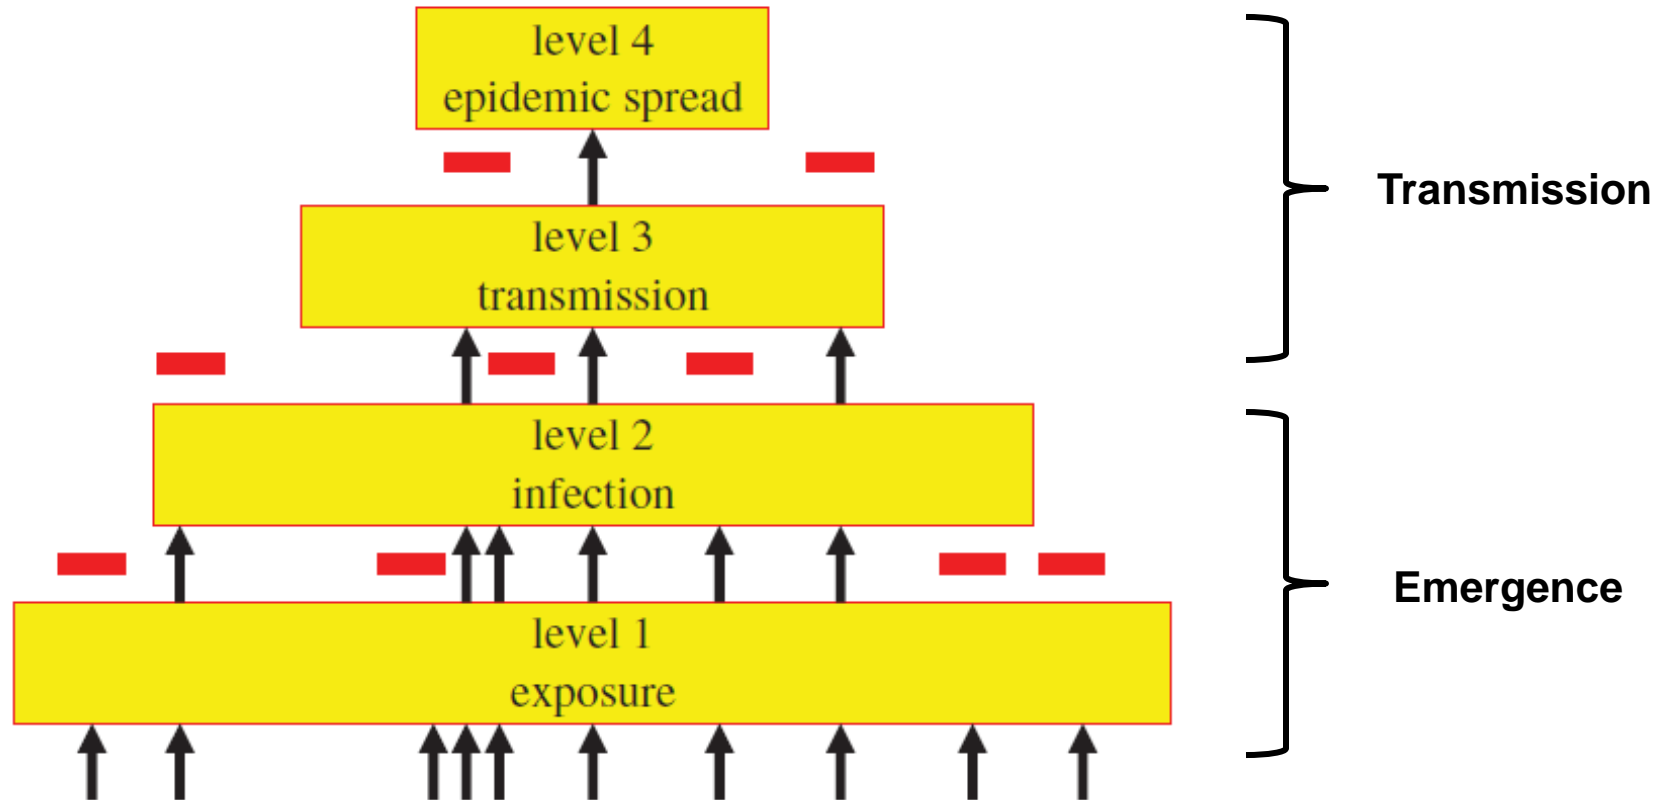 level 4
epidemic spread
level 3
transmission
Transmission
level 2
infection
level 1
exposure
Emergence